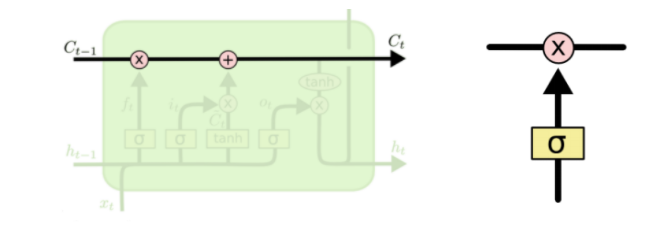 C_{t-1} C_t
x + x
tanh
f_t i_t o_t x
C̃_t
σ σ tanh σ σ
h_{t-1} h_t
x_t